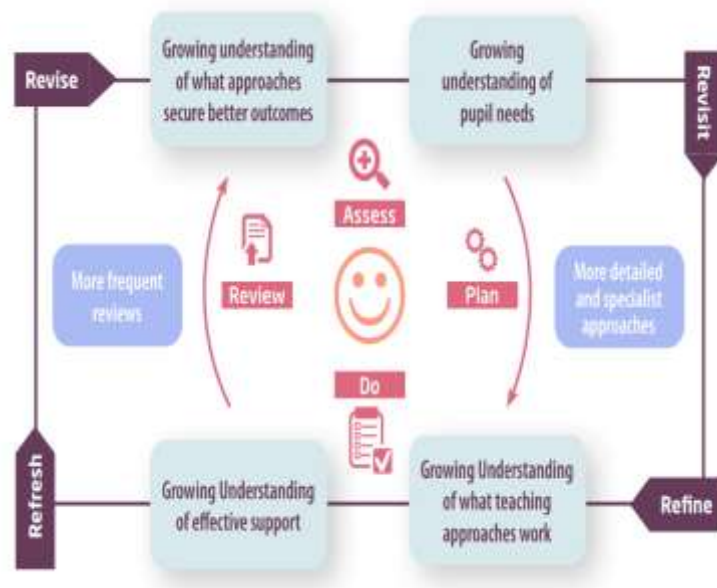 Revise
Growing understanding
of what approaches
secure better outcomes
Growing
understanding of
pupil needs
Revisit
Assess
More frequent
reviews
Review
Plan
More detailed
and specialist
approaches
Do
Refresh
Growing Understanding
of effective support
Growing Understanding
of what teaching
approaches work
Refine